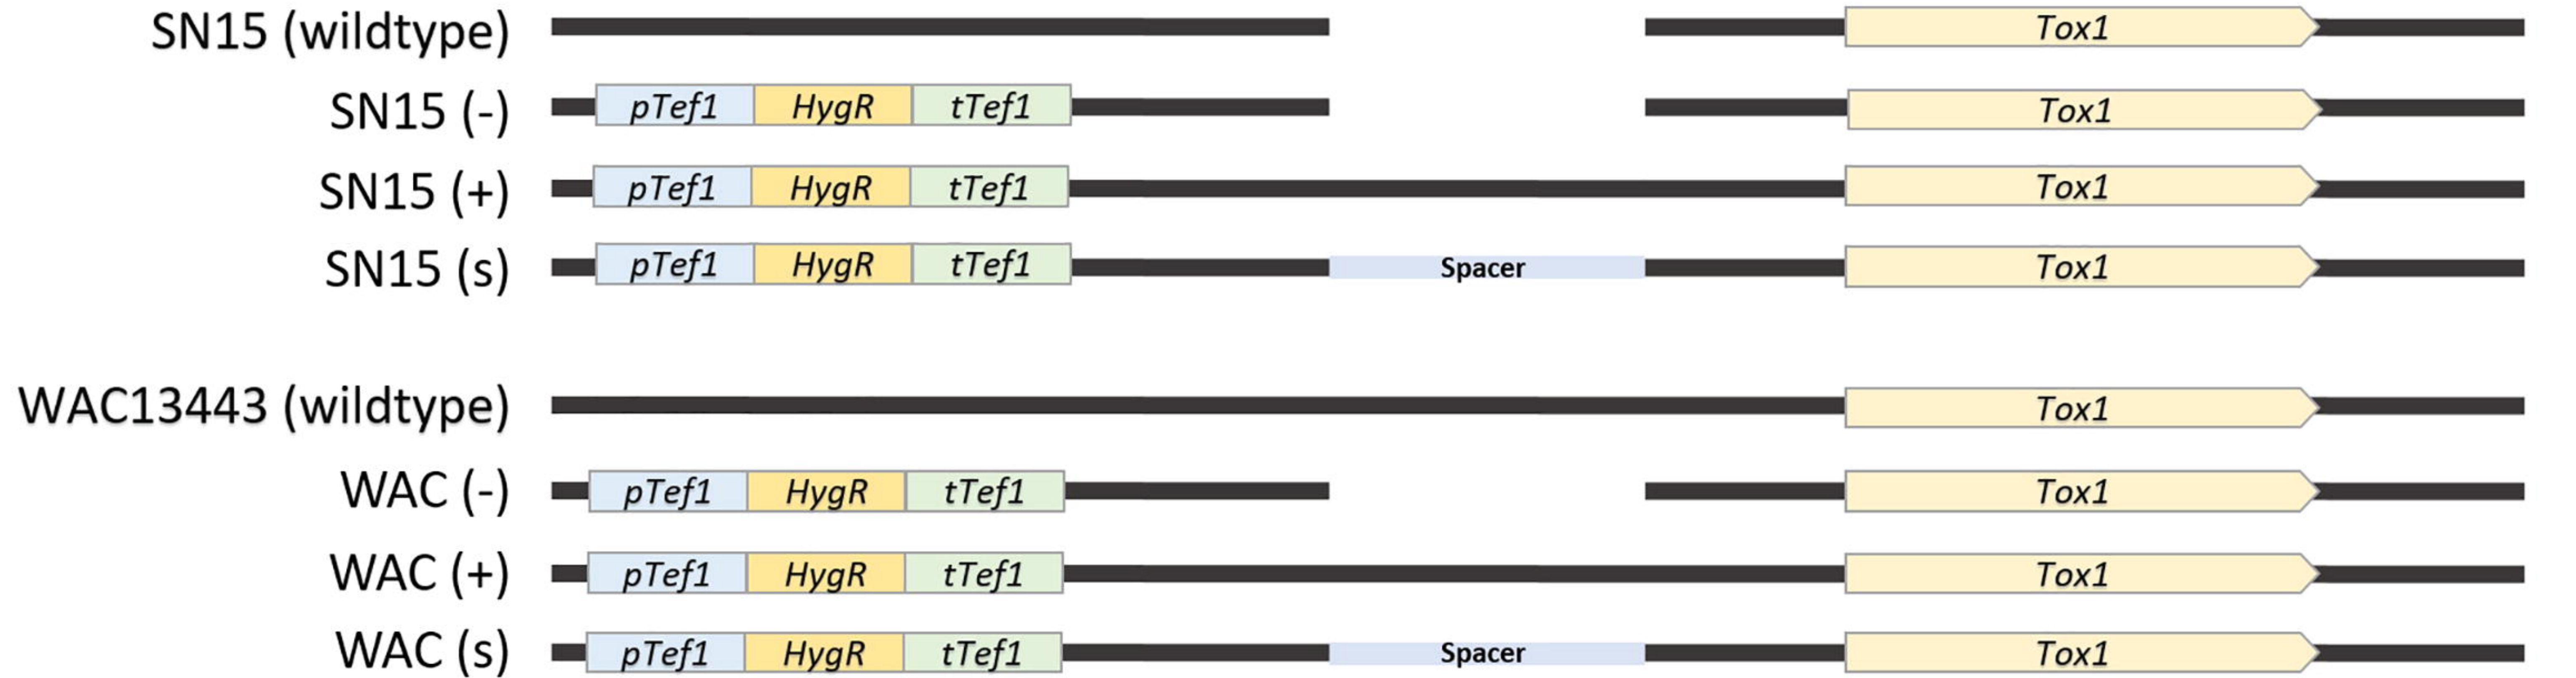 SN15 (wildtype) Tox1
SN15 (-) pTef1 HygR tTef1 Tox1
SN15 (+) pTef1 HygR tTef1 Tox1
SN15 (s) pTef1 HygR tTef1 Spacer Tox1
WAC13443 (wildtype) Tox1
WAC (-) pTef1 HygR tTef1 Tox1
WAC (+) pTef1 HygR tTef1 Tox1
WAC (s) pTef1 HygR tTef1 Spacer Tox1